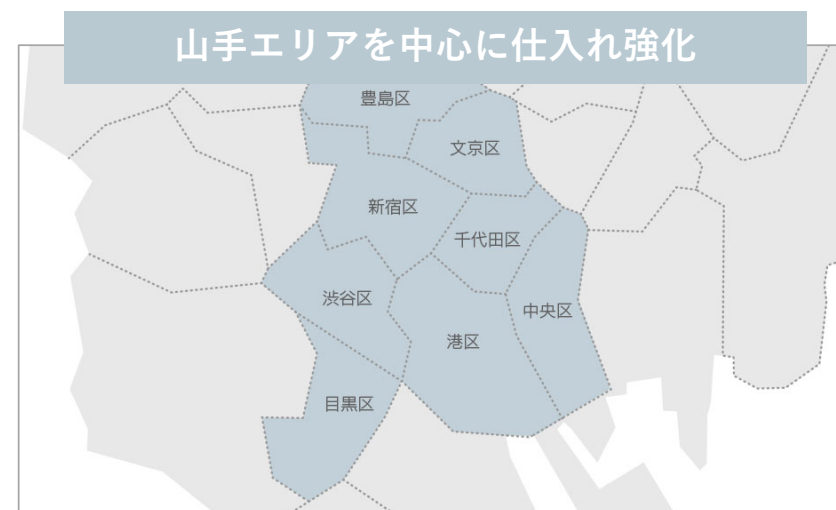 山手エリアを中心に仕入れ強化
豊島区
文京区
新宿区
千代田区
渋谷区
中央区
港区
目黒区